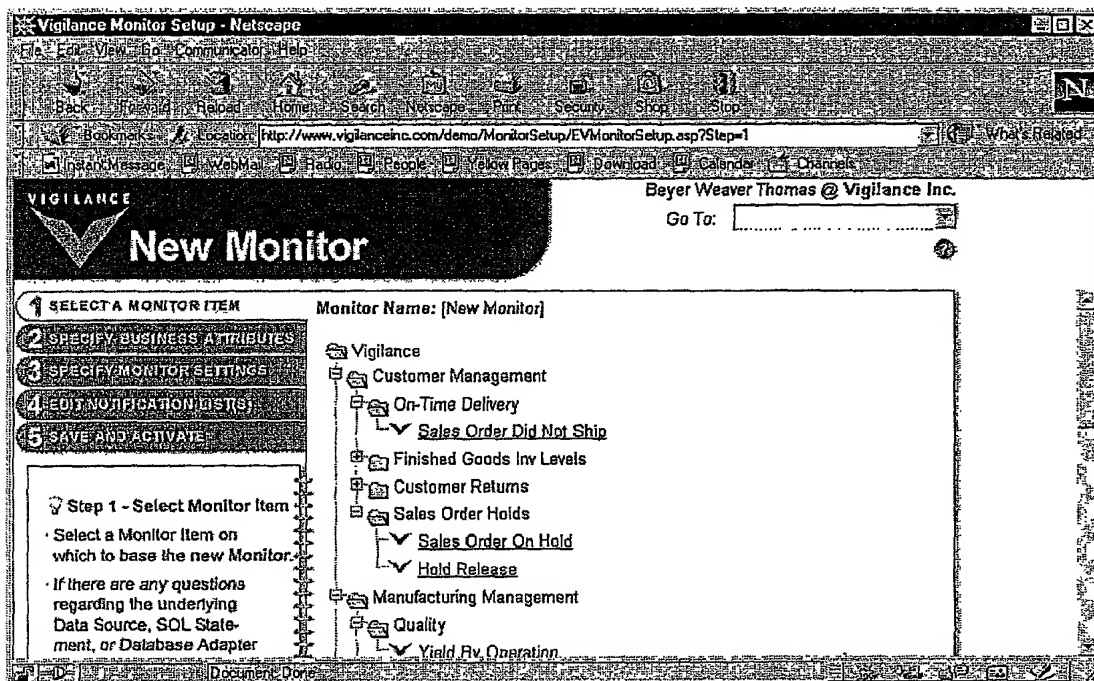 Vigilance Monitor Setup - Netscape
File Edit View Go Communicator Help
Back Forward Reload Home Search Netscape Print Security Shop Stop
N
Bookmarks Location http://www.vigilanceinc.com/demo/MonitorSetup/EVMonitorSetup.asp?Step=1 What's Related
Instant Message WebMail Radio People Yellow Pages Download Calendar Channels
VIGILANCE
New Monitor
Beyer Weaver Thomas @ Vigilance Inc.
Go To:
?
1 SELECT A MONITOR ITEM
2 SPECIFY BUSINESS ATTRIBUTES
3 SPECIFY MONITOR SETTINGS
4 EDIT NOTIFICATION LIST(S)
5 SAVE AND ACTIVATE
Step 1 - Select Monitor Item
· Select a Monitor Item on
which to base the new Monitor.
· If there are any questions
regarding the underlying
Data Source, SQL State-
ment, or Database Adapter
Monitor Name: [New Monitor]
Vigilance
Customer Management
On-Time Delivery
Sales Order Did Not Ship
Finished Goods Inv Levels
Customer Returns
Sales Order Holds
Sales Order On Hold
Hold Release
Manufacturing Management
Quality
Yield By Operation
Document Done